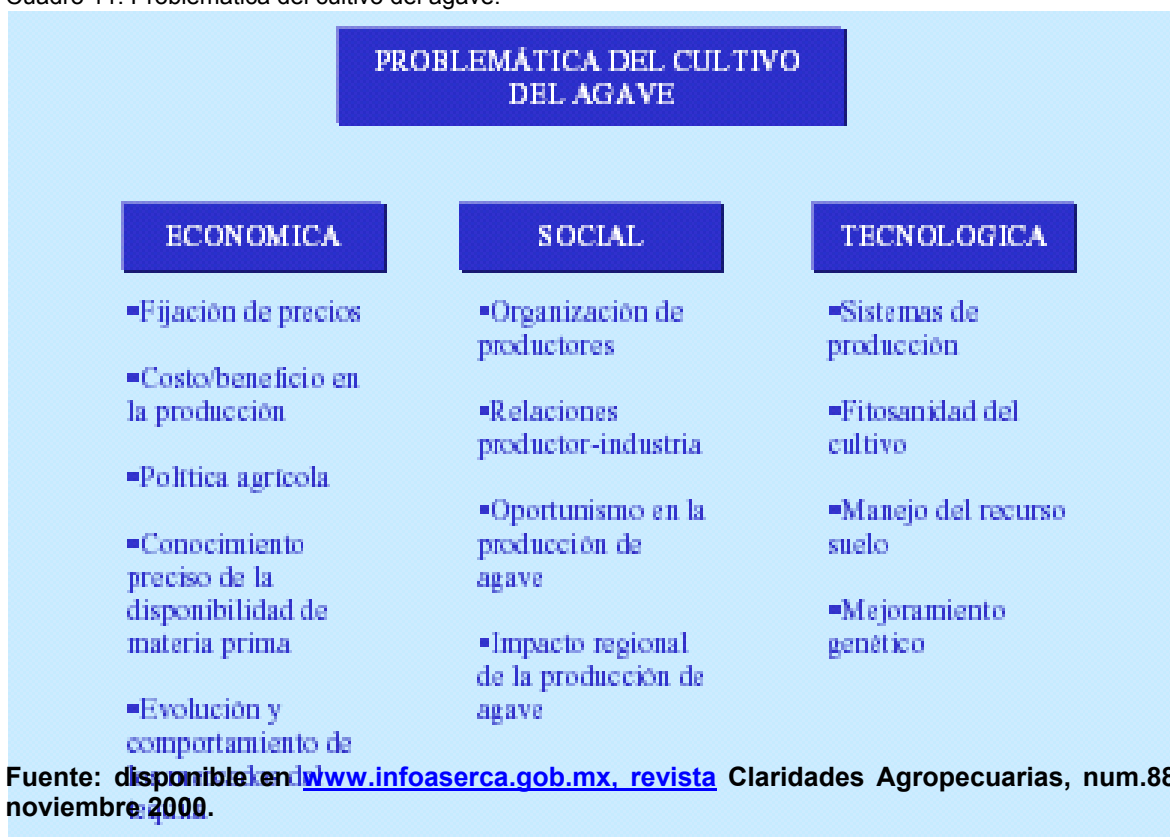 Cuadro 11. Problemática del cultivo del agave.
PROBLEMÁTICA DEL CULTIVO
DEL AGAVE
ECONOMICA
▪Fijación de precios
▪Costo/beneficio en
la producción
▪Política agrícola
▪Conocimiento
preciso de la
disponibilidad de
materia prima
▪Evolución y
comportamiento de
SOCIAL
▪Organización de
productores
▪Relaciones
productor-industria
▪Oportunismo en la
producción de
agave
▪Impacto regional
de la producción de
agave
TECNOLOGICA
▪Sistemas de
producción
▪Fitosanidad del
cultivo
▪Manejo del recurso
suelo
▪Mejoramiento
genético
Fuente: disponible en www.infoaserca.gob.mx, revista Claridades Agropecuarias, num.88
noviembre 2000.